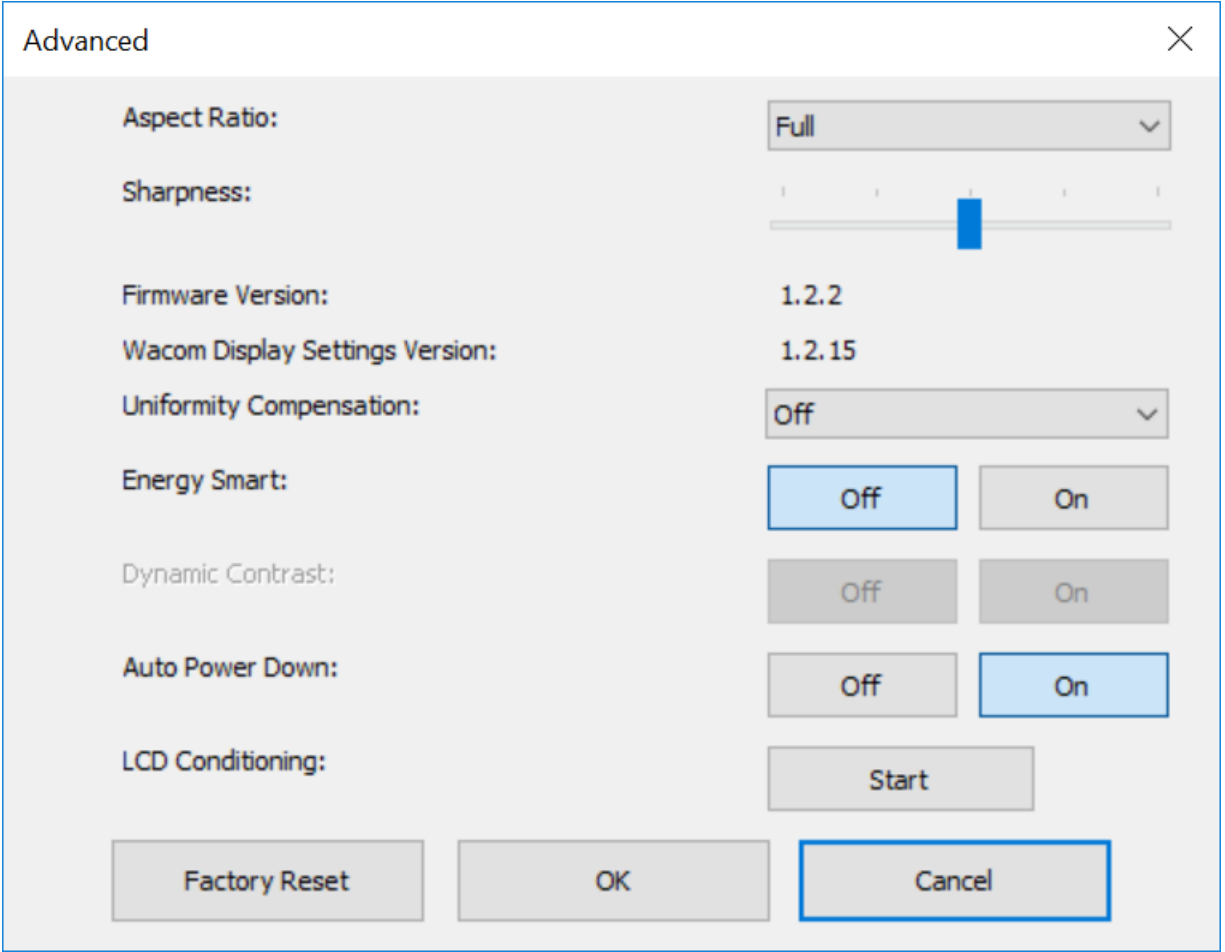 Advanced
Aspect Ratio: Full
Sharpness:
Firmware Version: 1.2.2
Wacom Display Settings Version: 1.2.15
Uniformity Compensation: Off
Energy Smart: Off On
Dynamic Contrast: Off On
Auto Power Down: Off On
LCD Conditioning: Start
Factory Reset OK Cancel